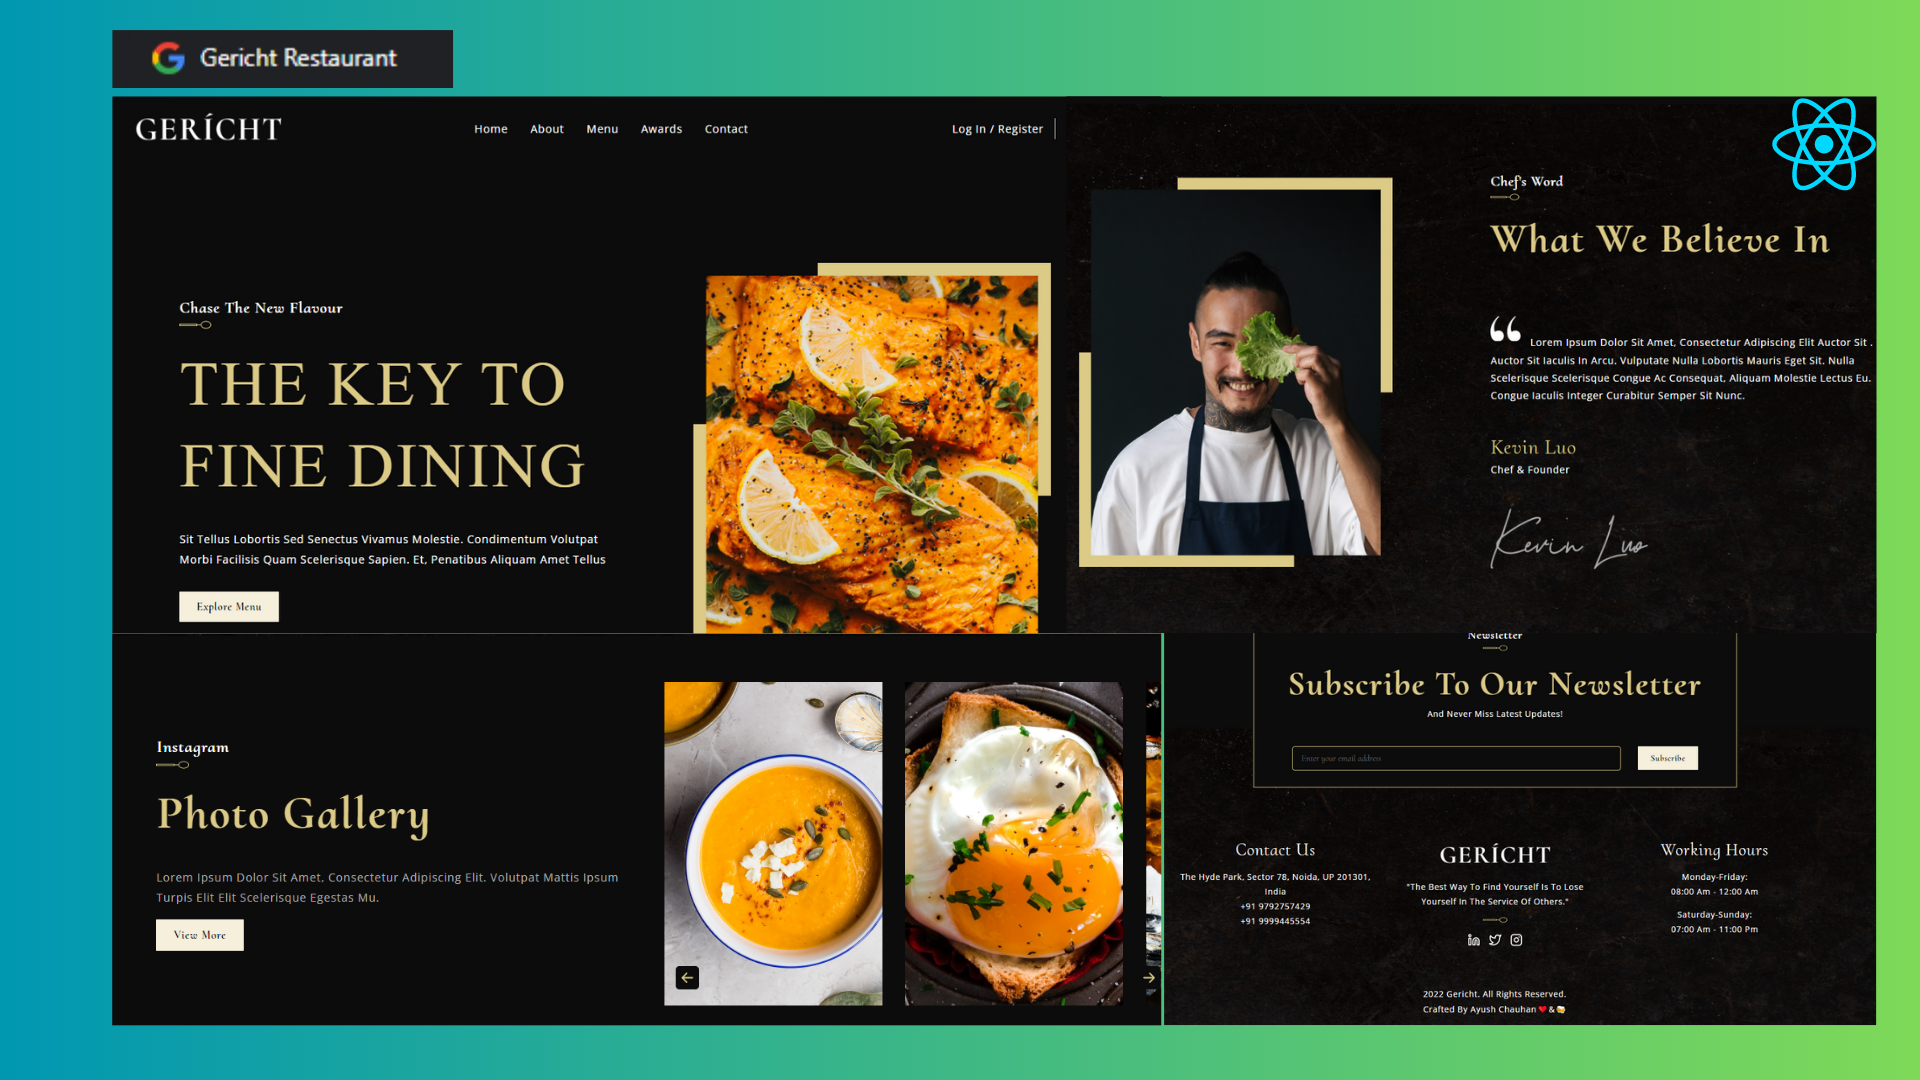 Gericht Restaurant
GERÍCHT
Home About Menu Awards Contact
Log In / Register
Chase The New Flavour
THE KEY TO
FINE DINING
Sit Tellus Lobortis Sed Senectus Vivamus Molestie. Condimentum Volutpat
Morbi Facilisis Quam Scelerisque Sapien. Et, Penatibus Aliquam Amet Tellus
Explore Menu
Chef's Word
What We Believe In
“ Lorem Ipsum Dolor Sit Amet, Consectetur Adipiscing Elit Auctor Sit .
Auctor Sit Iaculis In Arcu. Vulputate Nulla Lobortis Mauris Eget Sit. Nulla
Scelerisque Scelerisque Congue Ac Consequat, Aliquam Molestie Lectus Eu.
Congue Iaculis Integer Curabitur Semper Sit Nunc.
Kevin Luo
Chef & Founder
Kevin Luo
Instagram
Photo Gallery
Lorem Ipsum Dolor Sit Amet, Consectetur Adipiscing Elit. Volutpat Mattis Ipsum
Turpis Elit Elit Scelerisque Egestas Mu.
View More
Newsletter
Subscribe To Our Newsletter
And Never Miss Latest Updates!
Enter your email address
Subscribe
Contact Us
The Hyde Park, Sector 78, Noida, UP 201301,
India
+91 9792757429
+91 9999445554
GERÍCHT
"The Best Way To Find Yourself Is To Lose
Yourself In The Service Of Others."
Working Hours
Monday-Friday:
08:00 Am - 12:00 Am
Saturday-Sunday:
07:00 Am - 11:00 Pm
2022 Gericht. All Rights Reserved.
Crafted By Ayush Chauhan ❤️ & 🍻